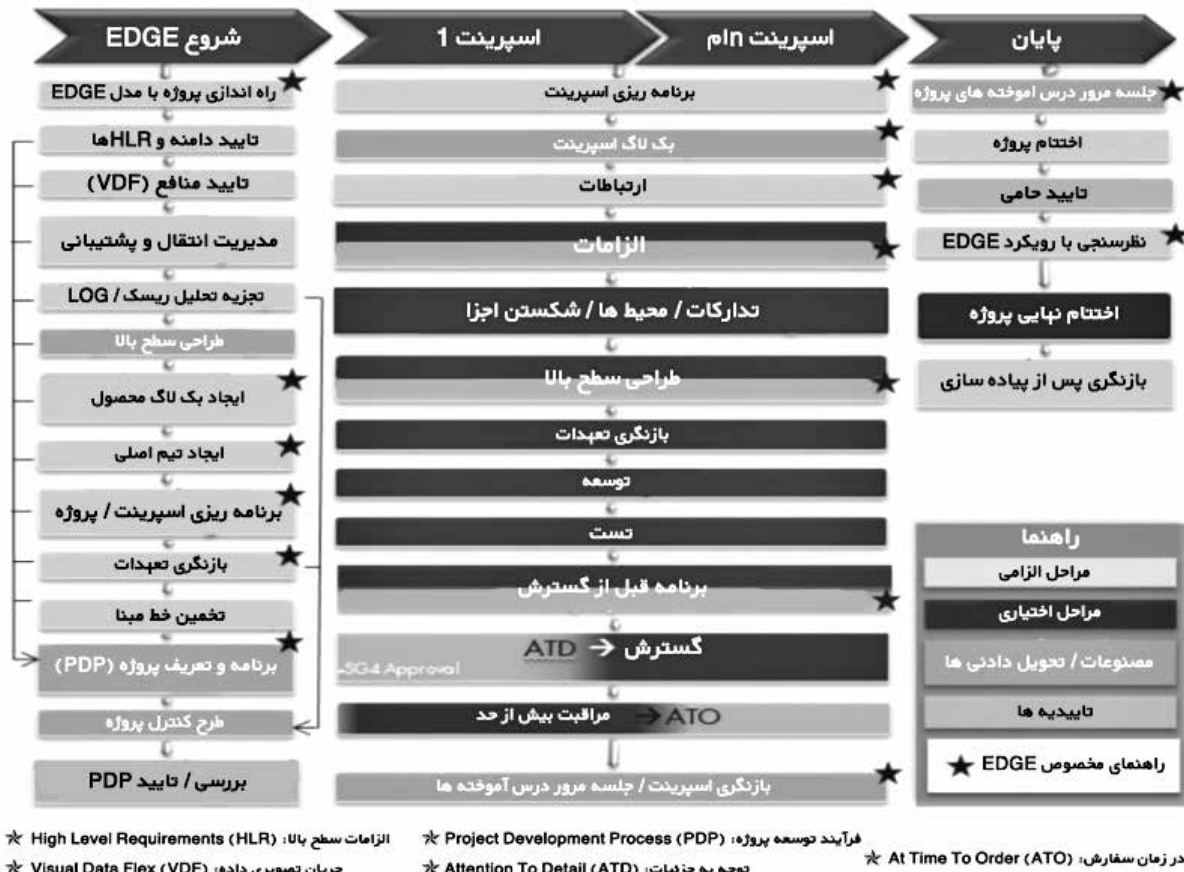 شروع EDGE
راه اندازی پروژه با مدل EDGE
تایید دامنه و HLRها
تایید منافع (VDF)
مدیریت انتقال و پشتیبانی
تجزیه تحلیل ریسک / LOG
طراحی سطح بالا
ایجاد بک لاگ محصول
ایجاد تیم اصلی
برنامه ریزی اسپرینت / پروژه
بازنگری تعهدات
تخمین خط مبنا
برنامه و تعریف پروژه (PDP)
طرح کنترل پروژه
بررسی / تایید PDP
اسپرینت 1
اسپرینت nام
برنامه ریزی اسپرینت
بک لاگ اسپرینت
ارتباطات
الزامات
تدارکات / محیط ها / شکستن اجزا
طراحی سطح بالا
بازنگری تعهدات
توسعه
تست
برنامه قبل از گسترش
ATD → گسترش
SG4 Approval
مراقبت بیش از حد → ATO
بازنگری اسپرینت / جلسه مرور درس آموخته ها
پایان
جلسه مرور درس آموخته های پروژه
اختتام پروژه
تایید حامی
نظرسنجی با رویکرد EDGE
اختتام نهایی پروژه
بازنگری پس از پیاده سازی
راهنما
مراحل الزامی
مراحل اختیاری
مصنوعات / تحویل دادنی ها
تاییدیه ها
راهنمای مخصوص EDGE ★
✯ High Level Requirements (HLR) :الزامات سطح بالا
✯ Project Development Process (PDP) :فرآیند توسعه پروژه
✯ At Time To Order (ATO) :در زمان سفارش
✯ Visual Data Flex (VDF) :جریان تصویری داده
✯ Attention To Detail (ATD) :توجه به جزئیات